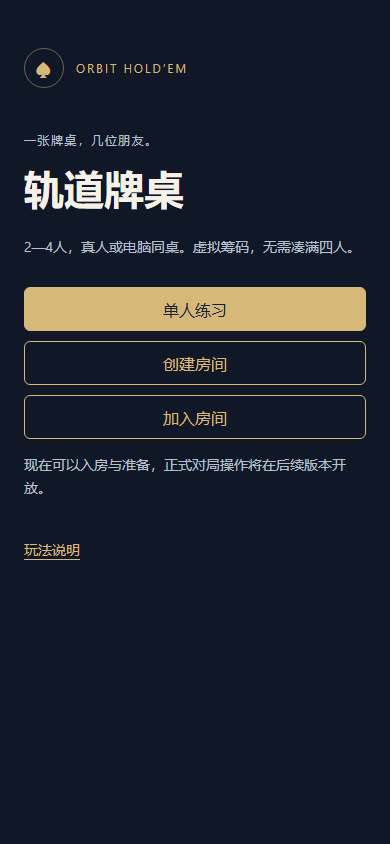 ORBIT HOLD'EM
一张牌桌，几位朋友。
轨道牌桌
2—4人，真人或电脑同桌。虚拟筹码，无需凑满四人。
单人练习
创建房间
加入房间
现在可以入房与准备，正式对局操作将在后续版本开
放。
玩法说明